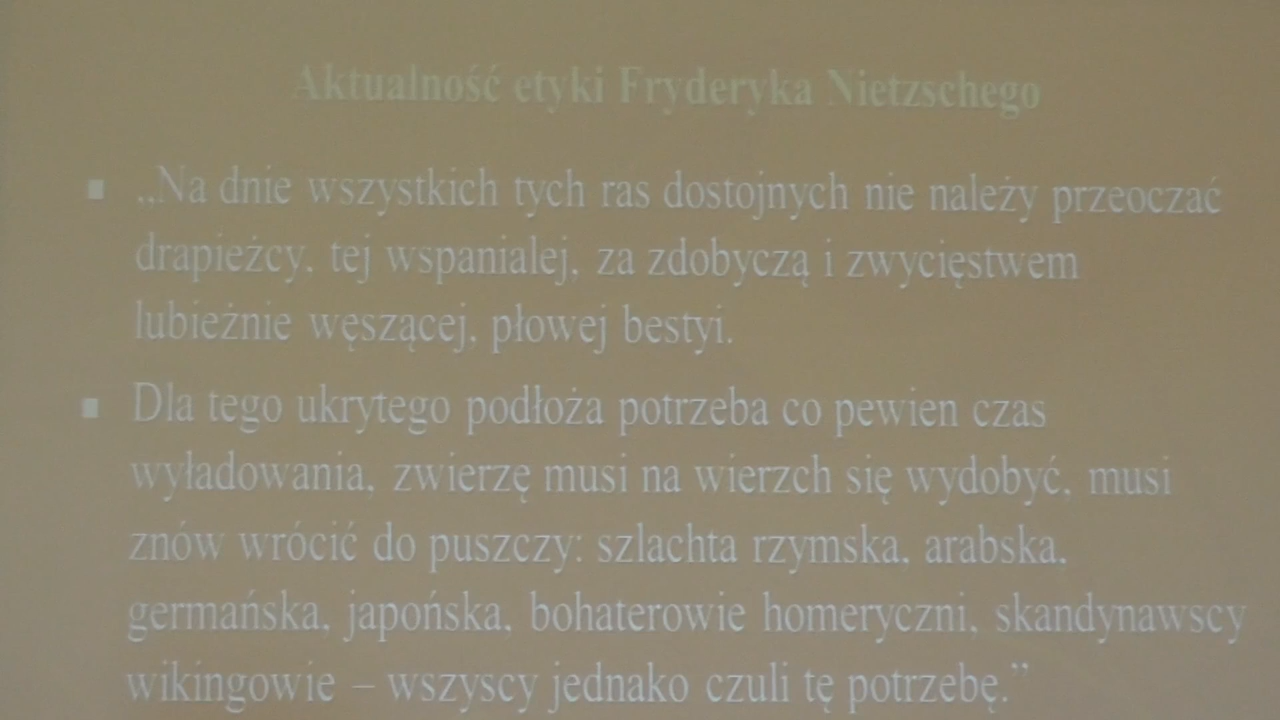 Aktualność etyki Fryderyka Nietzschego
▪ „Na dnie wszystkich tych ras dostojnych nie należy przeoczać
drapieżcy, tej wspaniałej, za zdobyczą i zwycięstwem
lubieżnie węszącej, płowej bestyi.
▪ Dla tego ukrytego podłoża potrzeba co pewien czas
wyładowania, zwierzę musi na wierzch się wydobyć, musi
znów wrócić do puszczy: szlachta rzymska, arabska,
germańska, japońska, bohaterowie homeryczni, skandynawscy
wikingowie – wszyscy jednako czuli tę potrzebę.”